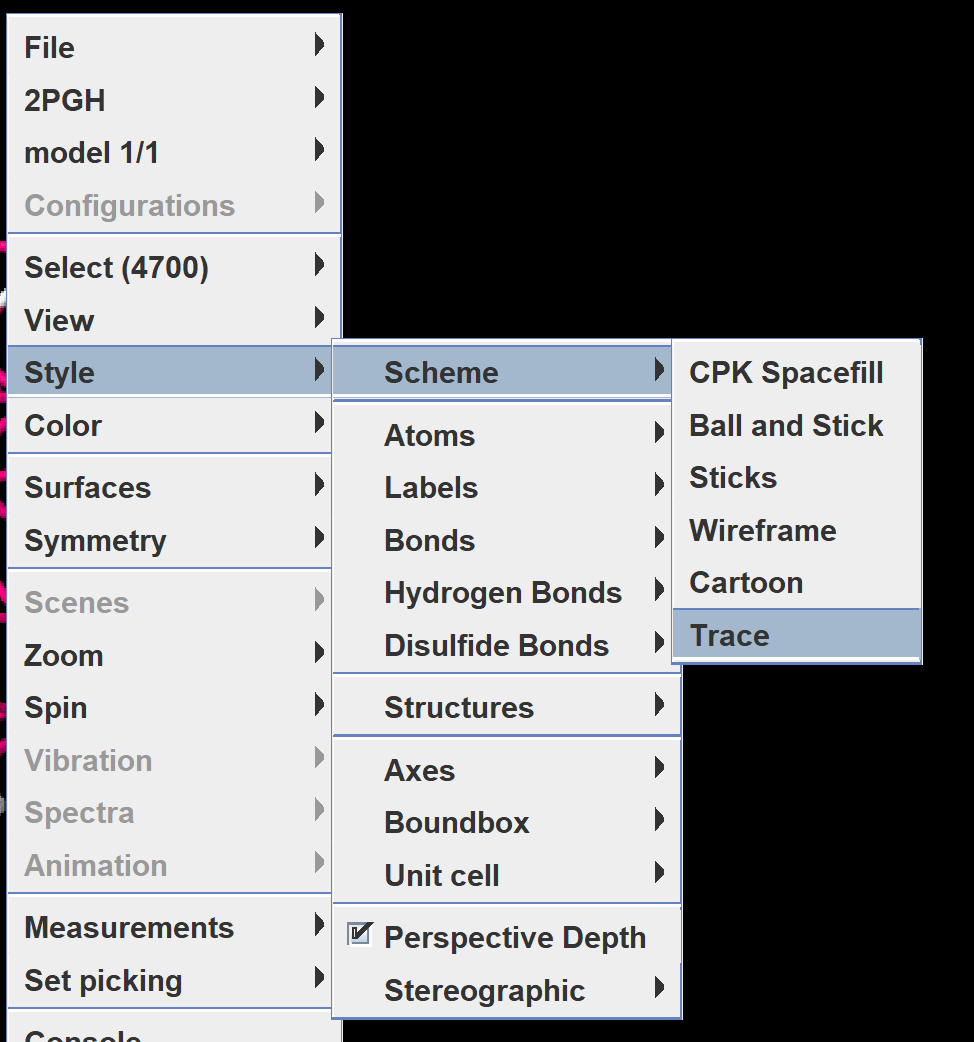 File
2PGH
model 1/1
Configurations
Select (4700)
View
Style
Color
Surfaces
Symmetry
Scenes
Zoom
Spin
Vibration
Spectra
Animation
Measurements
Set picking
Console
Scheme
Atoms
Labels
Bonds
Hydrogen Bonds
Disulfide Bonds
Structures
Axes
Boundbox
Unit cell
Perspective Depth
Stereographic
CPK Spacefill
Ball and Stick
Sticks
Wireframe
Cartoon
Trace